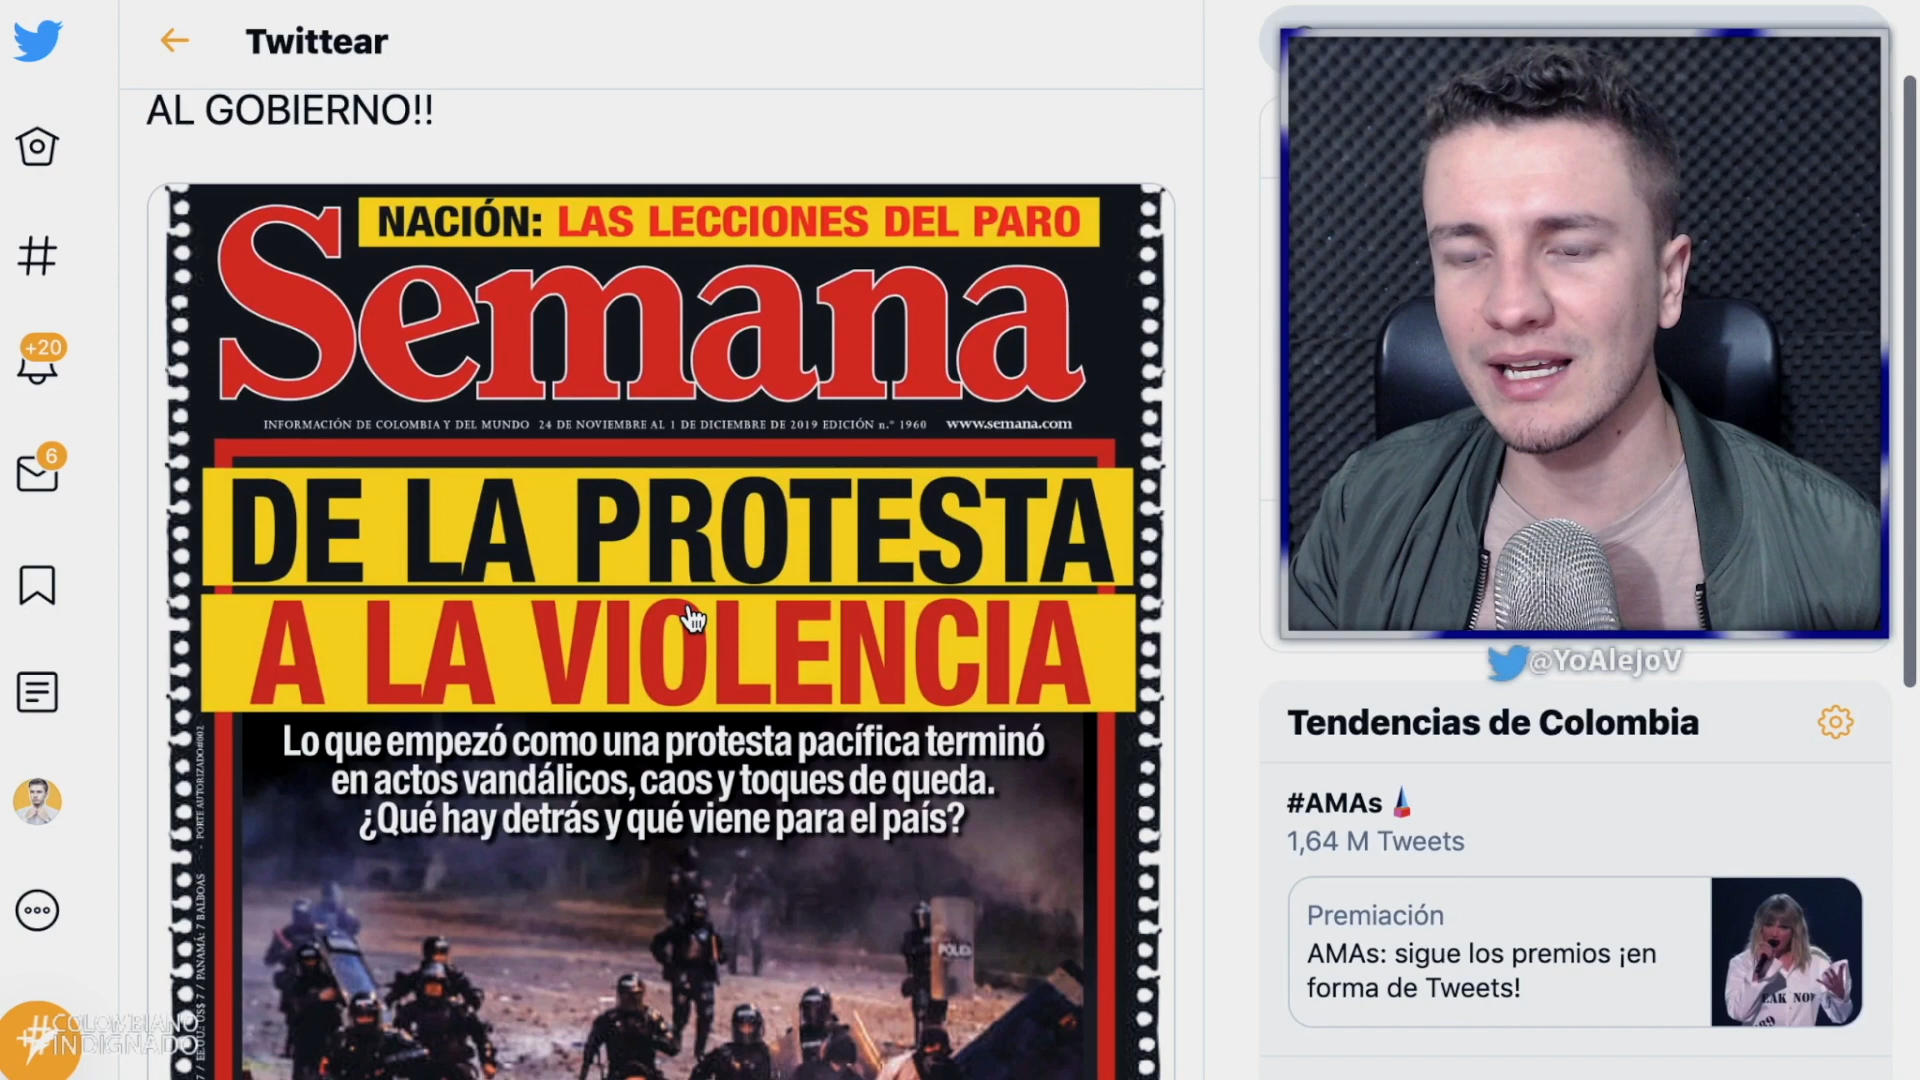 Twittear
AL GOBIERNO!!
NACIÓN: LAS LECCIONES DEL PARO
Semana
INFORMACIÓN DE COLOMBIA Y DEL MUNDO 24 DE NOVIEMBRE AL 1 DE DICIEMBRE DE 2019 EDICIÓN n.° 1960 www.semana.com
DE LA PROTESTA
A LA VIOLENCIA
Lo que empezó como una protesta pacífica terminó
en actos vandálicos, caos y toques de queda.
¿Qué hay detrás y qué viene para el país?
+20
6
@YoAleJoV
Tendencias de Colombia
#AMAs
1,64 M Tweets
Premiación
AMAs: sigue los premios ¡en
forma de Tweets!
#COLOMBIANO
INDIGNADO